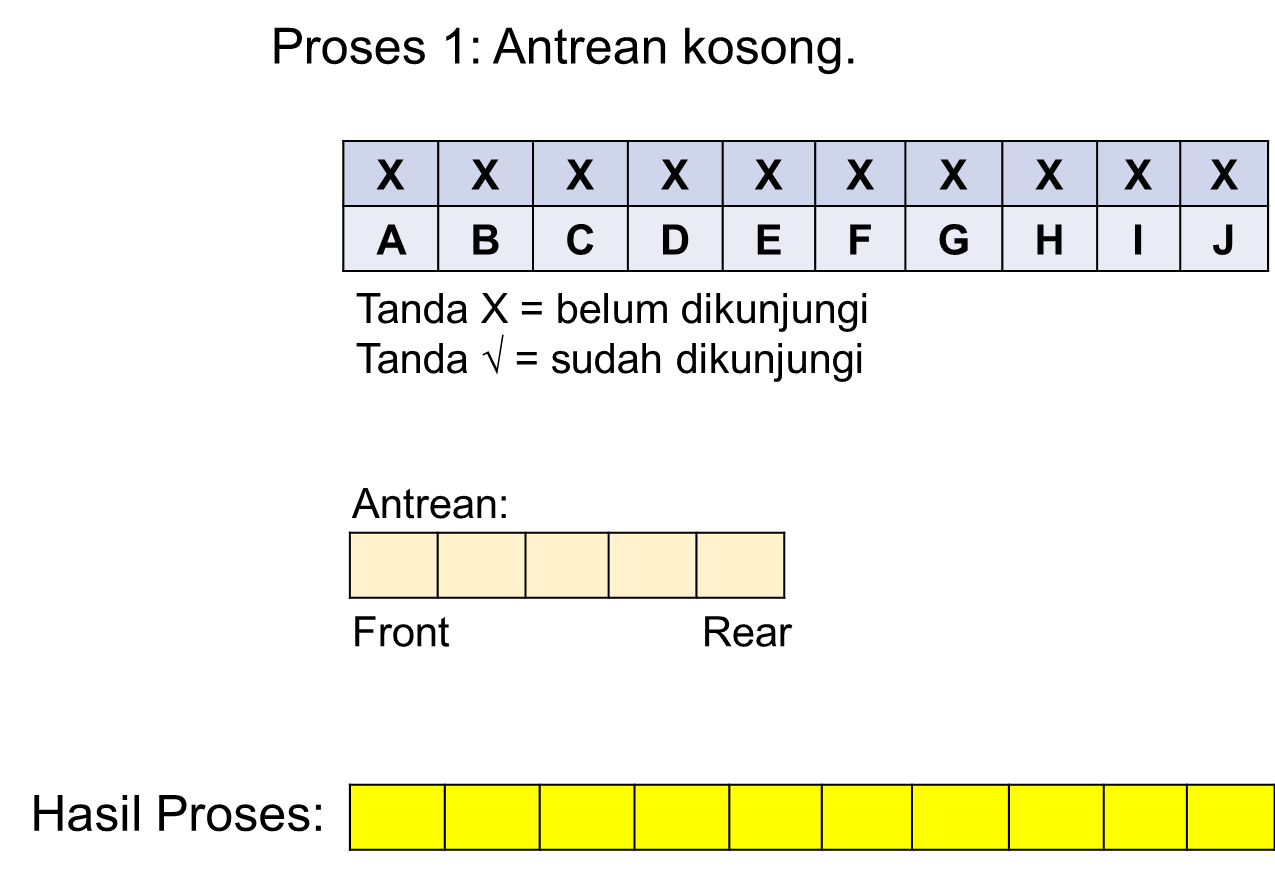 Proses 1: Antrean kosong.
X X X X X X X X X X
A B C D E F G H I J
Tanda X = belum dikunjungi
Tanda √ = sudah dikunjungi
Antrean:
Front Rear
Hasil Proses: